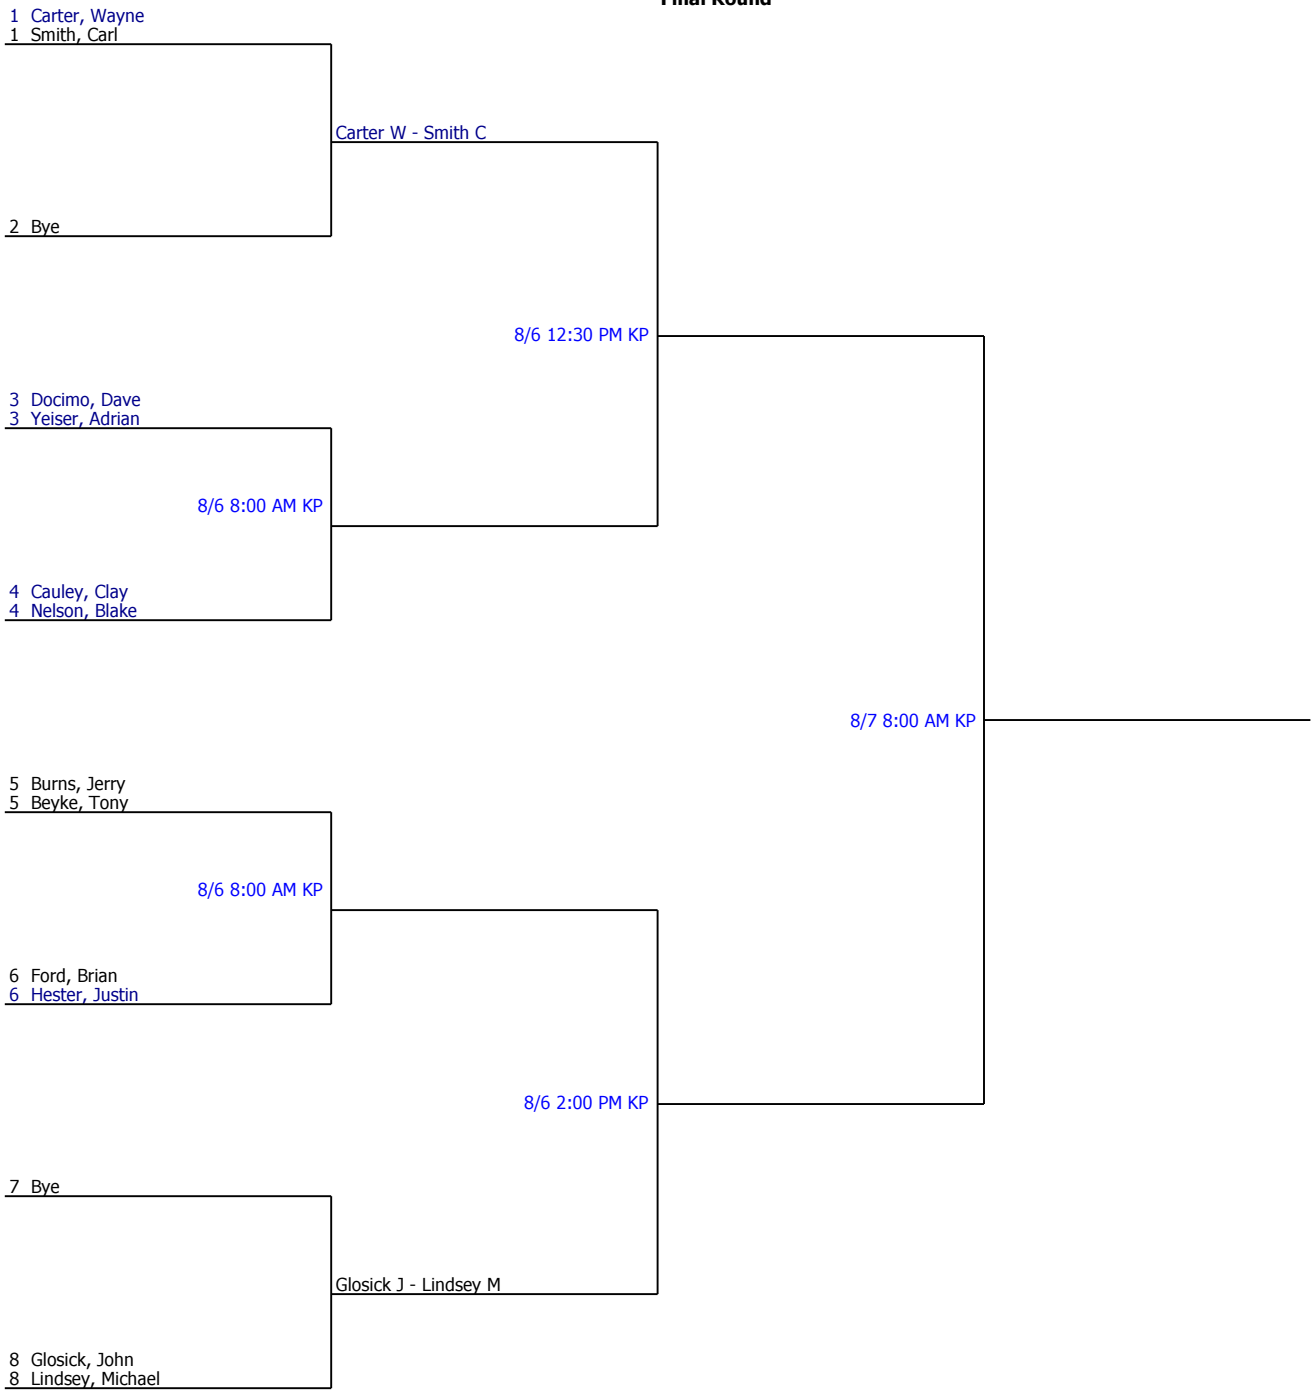 Final Round
1 Carter, Wayne
1 Smith, Carl
Carter W - Smith C
2 Bye
8/6 12:30 PM KP
3 Docimo, Dave
3 Yeiser, Adrian
8/6 8:00 AM KP
4 Cauley, Clay
4 Nelson, Blake
8/7 8:00 AM KP
5 Burns, Jerry
5 Beyke, Tony
8/6 8:00 AM KP
6 Ford, Brian
6 Hester, Justin
8/6 2:00 PM KP
7 Bye
Glosick J - Lindsey M
8 Glosick, John
8 Lindsey, Michael